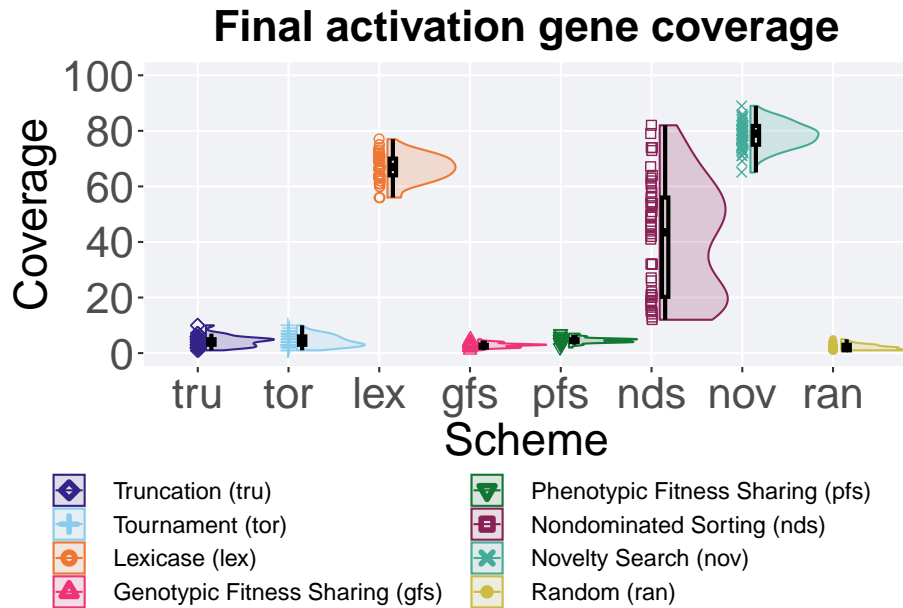 Final activation gene coverage
Coverage
100
80
60
40
20
0
tru tor lex gfs pfs nds nov ran
Scheme
Truncation (tru)
Tournament (tor)
Lexicase (lex)
Genotypic Fitness Sharing (gfs)
Phenotypic Fitness Sharing (pfs)
Nondominated Sorting (nds)
Novelty Search (nov)
Random (ran)